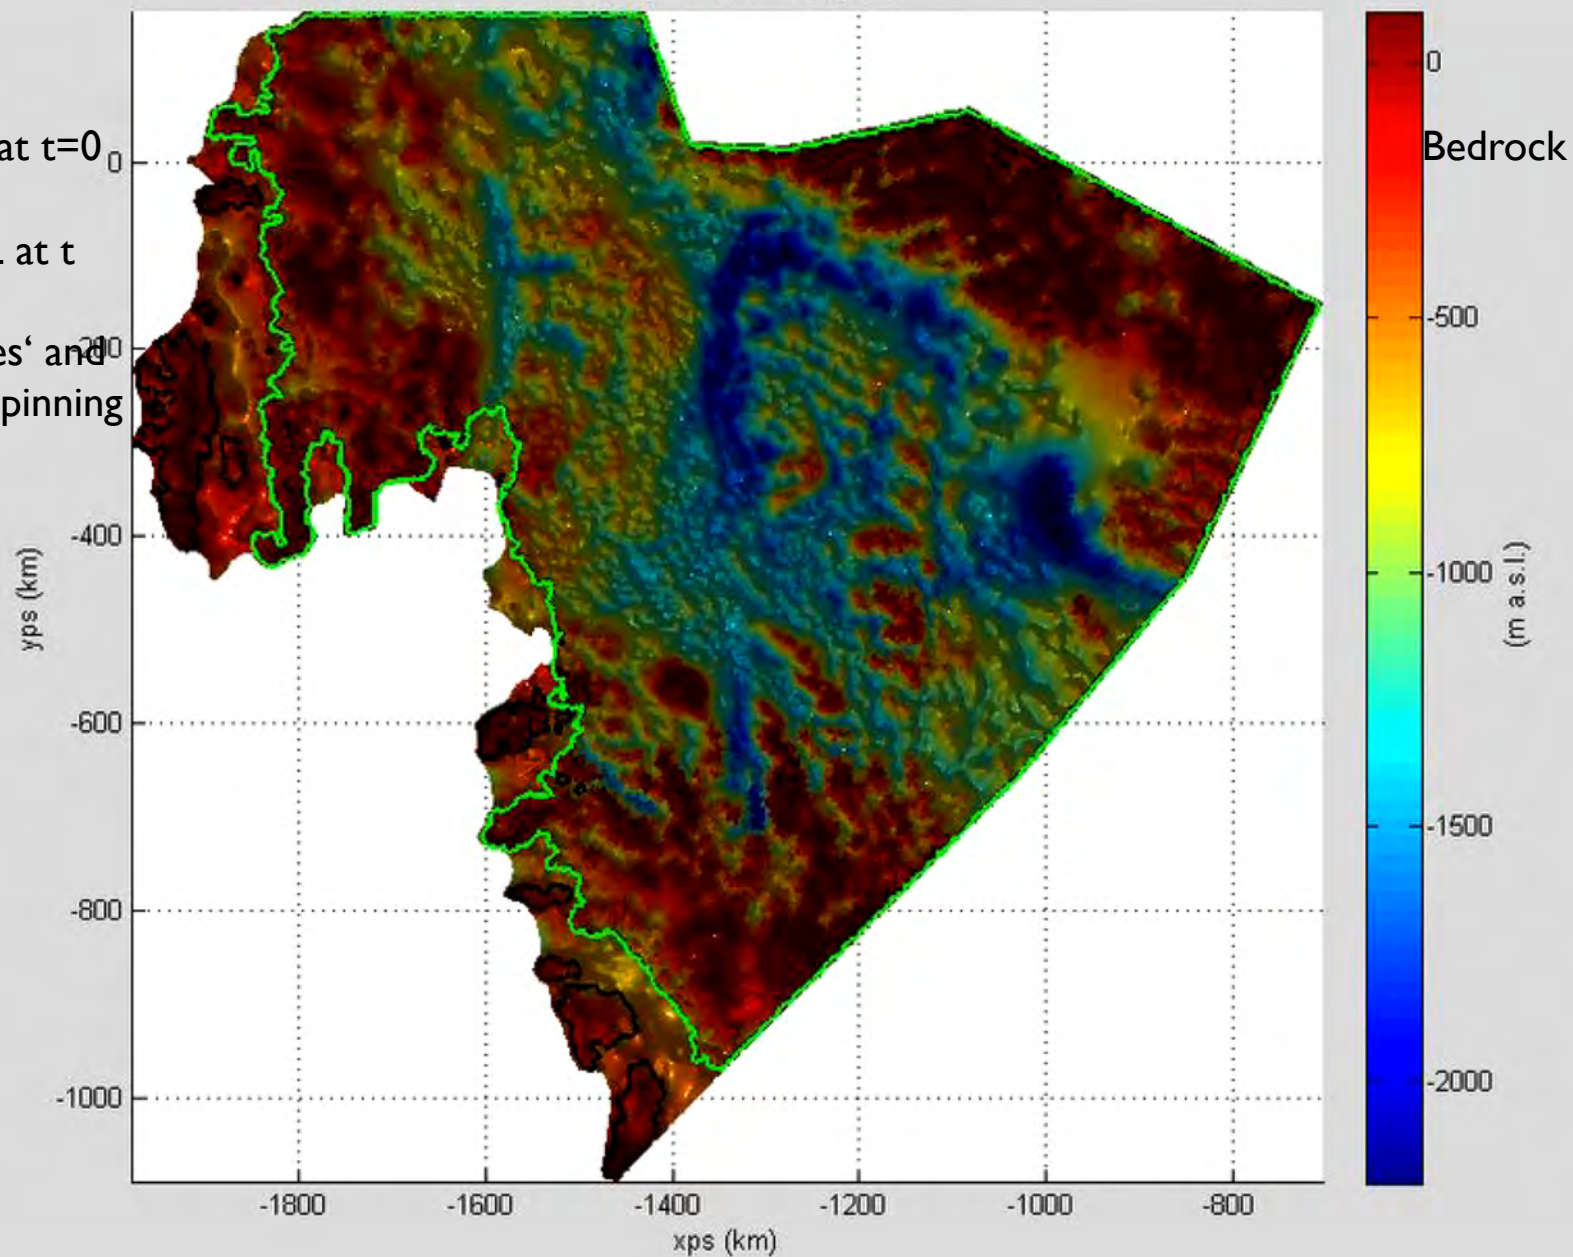 at t=0
at t
es‘ and
pinning
0
-200
-400
-600
-800
-1000
yps (km)
-1800
-1600
-1400
-1200
-1000
-800
xps (km)
0
Bedrock
-500
-1000
-1500
-2000
(m a.s.l.)